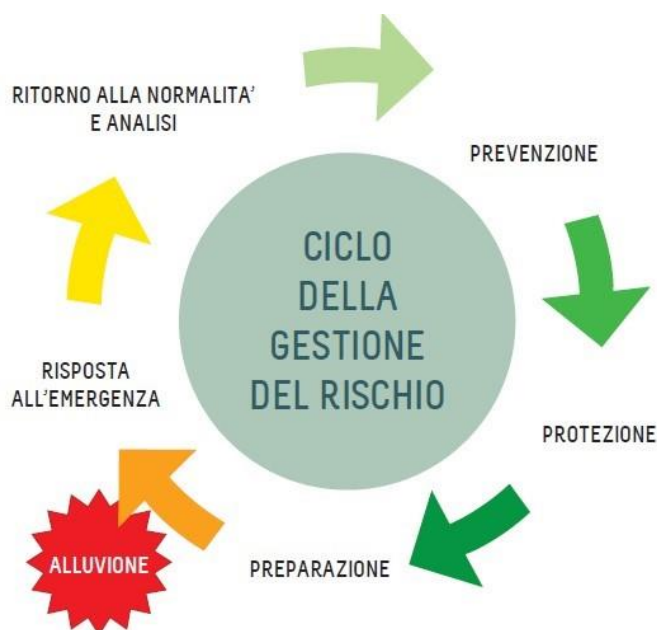 RITORNO ALLA NORMALITA'
E ANALISI
PREVENZIONE
CICLO
DELLA
GESTIONE
DEL RISCHIO
RISPOSTA
ALL'EMERGENZA
PROTEZIONE
ALLUVIONE
PREPARAZIONE